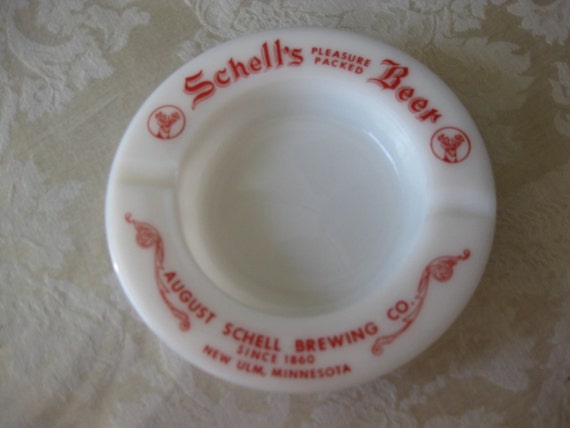 Schell's PLEASURE PACKED Beer
AUGUST SCHELL BREWING CO.
SINCE 1860
NEW ULM, MINNESOTA